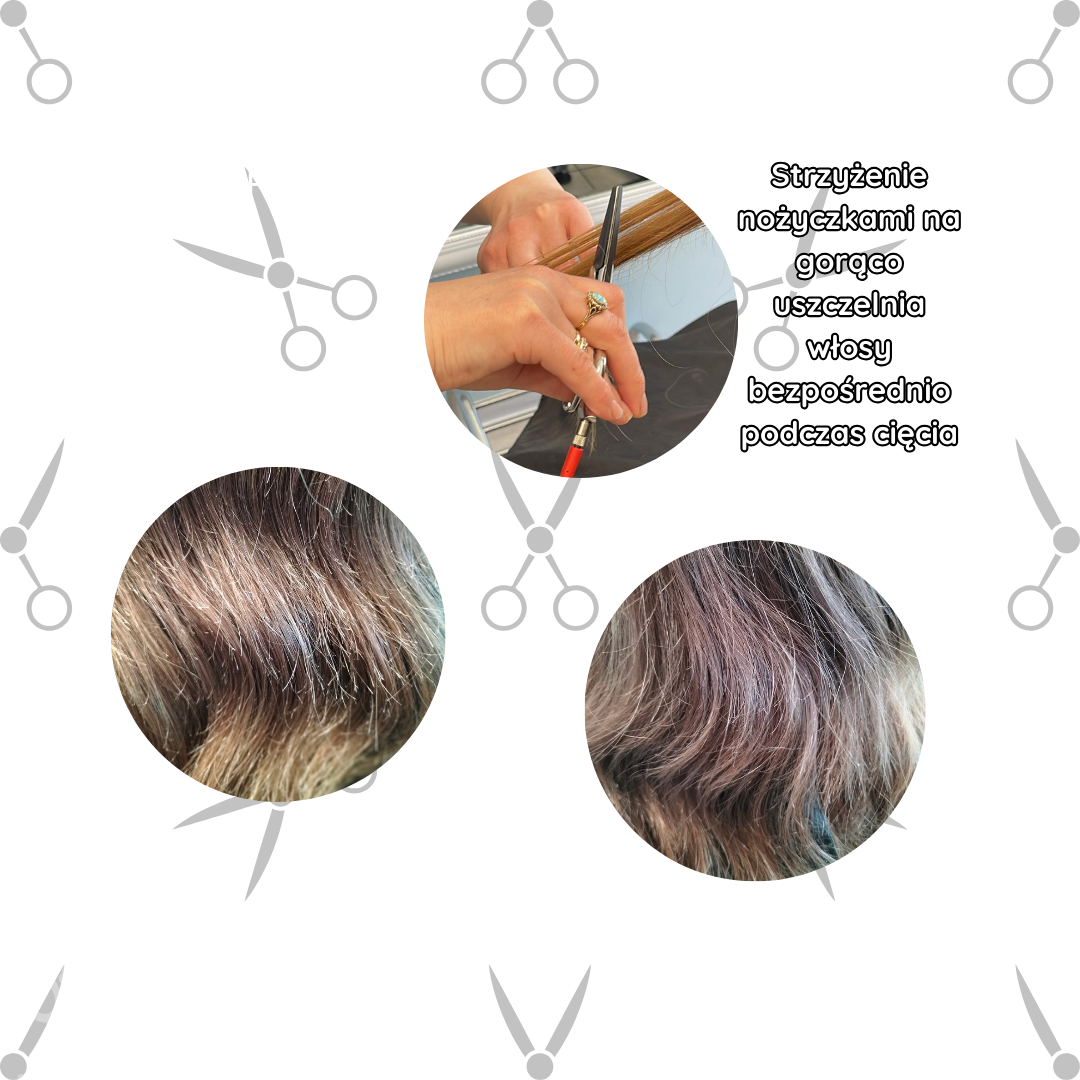 Strzyżenie
nożyczkami na
gorąco
uszczelnia
włosy
bezpośrednio
podczas cięcia